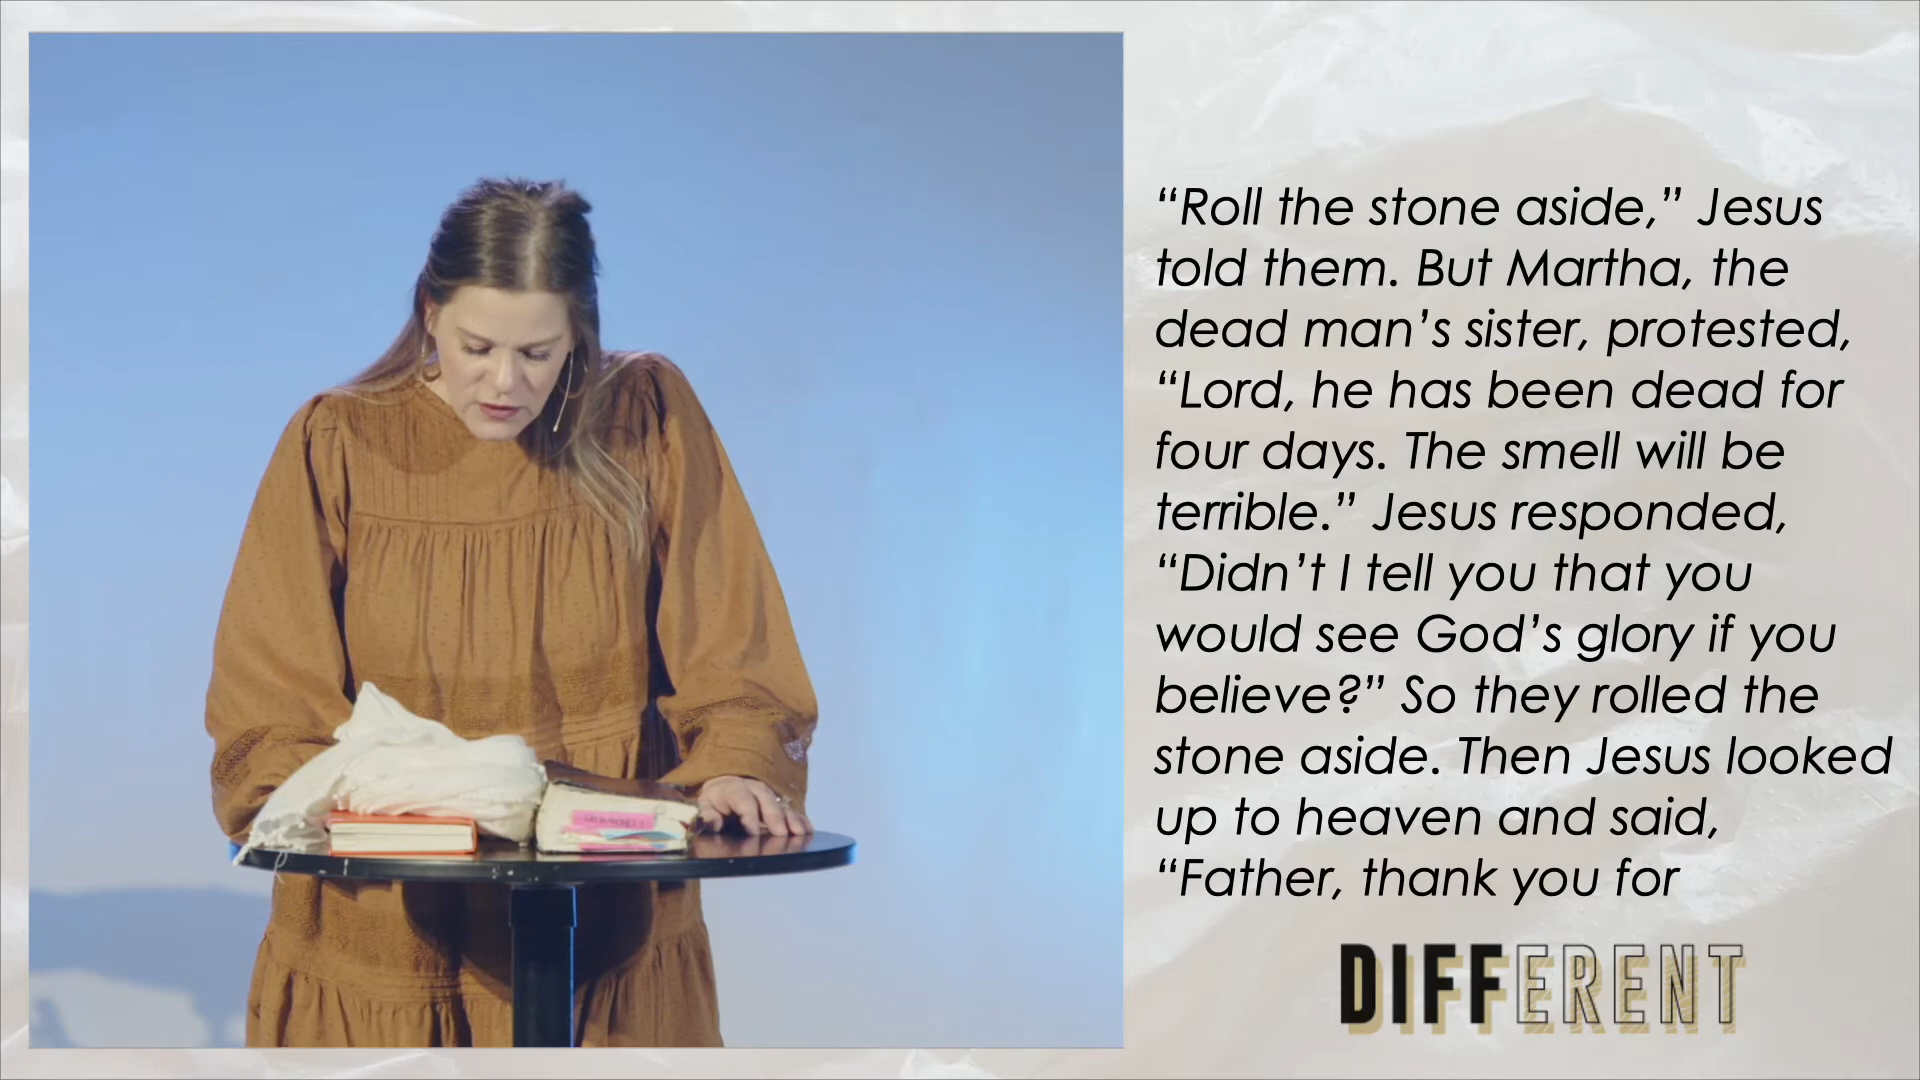 “Roll the stone aside,” Jesus
told them. But Martha, the
dead man’s sister, protested,
“Lord, he has been dead for
four days. The smell will be
terrible.” Jesus responded,
“Didn’t I tell you that you
would see God’s glory if you
believe?” So they rolled the
stone aside. Then Jesus looked
up to heaven and said,
“Father, thank you for
DIFFERENT